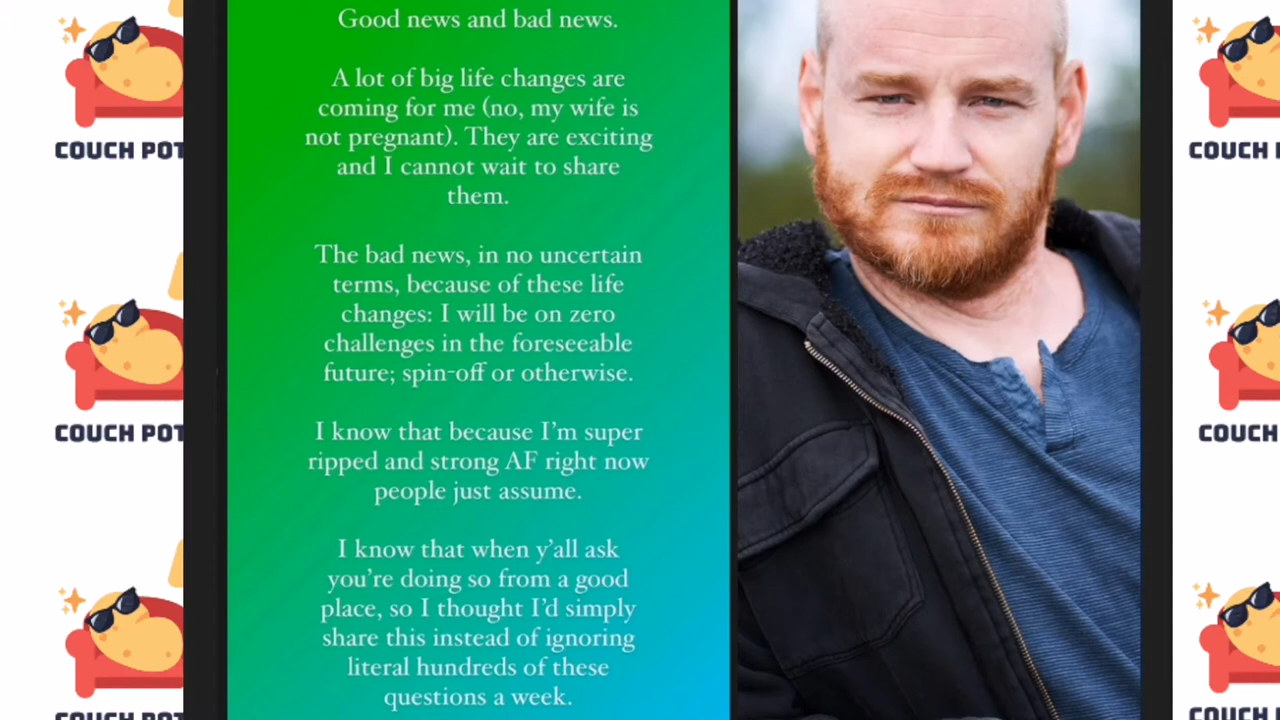 Good news and bad news.
A lot of big life changes are
coming for me (no, my wife is
not pregnant). They are exciting
and I cannot wait to share
them.
The bad news, in no uncertain
terms, because of these life
changes: I will be on zero
challenges in the foreseeable
future; spin-off or otherwise.
I know that because I'm super
ripped and strong AF right now
people just assume.
I know that when y'all ask
you're doing so from a good
place, so I thought I'd simply
share this instead of ignoring
literal hundreds of these
questions a week.
COUCH POT
COUCH POT
COUCH POT
COUCH P
COUCH
COUCH P